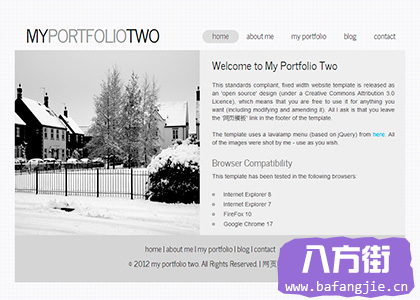 MYPORTFOLIOTWO
home about me my portfolio blog contact
Welcome to My Portfolio Two
This standards compliant, fixed width website template is released as
an 'open source' design (under a Creative Commons Attribution 3.0
Licence), which means that you are free to use it for anything you
want (including modifying and amending it). All I ask is that you leave
the '网页模板' link in the footer of the template.
The template uses a lavalamp menu (based on jQuery) from here. All
of the images were shot by me - use as you wish.
Browser Compatibility
This template has been tested in the following browsers:
Internet Explorer 8
Internet Explorer 7
FireFox 10
Google Chrome 17
home | about me | my portfolio | blog | contact
© 2012 my portfolio two. All Rights Reserved. | 网页
八方街
www.bafangjie.cn